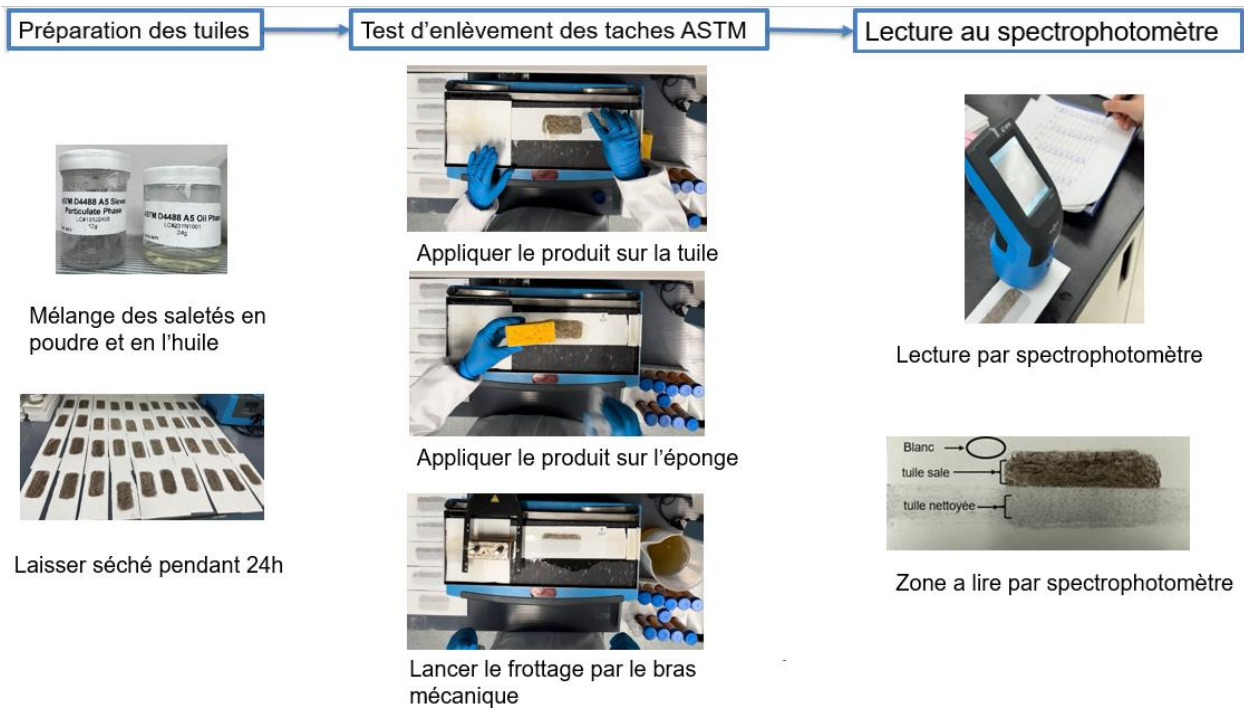 Préparation des tuiles
Test d'enlèvement des taches ASTM
Lecture au spectrophotomètre
ASTM D4488 A5 Sieved
Particulate Phase
12g
ASTM D4488 A5 Oil Phase
24g
Mélange des saletés en
poudre et en l'huile
Laisser séché pendant 24h
Appliquer le produit sur la tuile
Appliquer le produit sur l'éponge
Lancer le frottage par le bras
mécanique
Lecture par spectrophotomètre
Blanc
tuile sale
tuile nettoyée
Zone a lire par spectrophotomètre